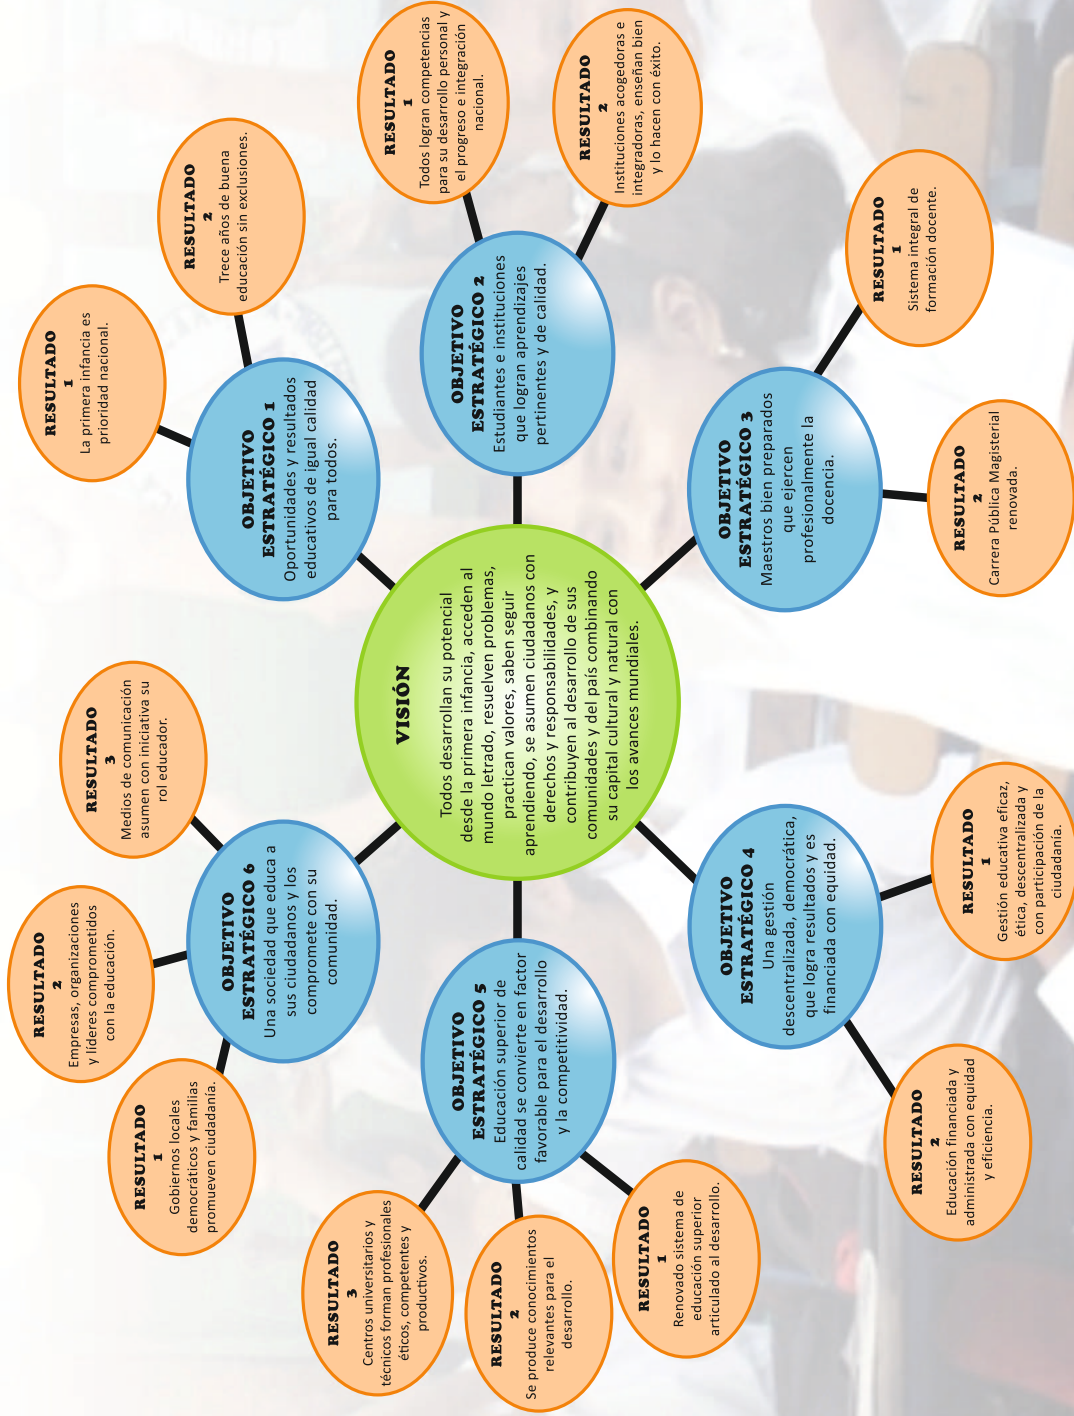 VISIÓN
Todos desarrollan su potencial
desde la primera infancia, acceden al
mundo letrado, resuelven problemas,
practican valores, saben seguir
aprendiendo, se asumen ciudadanos con
derechos y responsabilidades, y
contribuyen al desarrollo de sus
comunidades y del país combinando
su capital cultural y natural con
los avances mundiales.
OBJETIVO
ESTRATÉGICO 1
Oportunidades y resultados
educativos de igual calidad
para todos.
RESULTADO
1
La primera infancia es
prioridad nacional.
RESULTADO
2
Trece años de buena
educación sin exclusiones.
OBJETIVO
ESTRATÉGICO 2
Estudiantes e instituciones
que logran aprendizajes
pertinentes y de calidad.
RESULTADO
1
Todos logran competencias
para su desarrollo personal y
el progreso e integración
nacional.
RESULTADO
2
Instituciones acogedoras e
integradoras, enseñan bien
y lo hacen con éxito.
OBJETIVO
ESTRATÉGICO 3
Maestros bien preparados
que ejercen
profesionalmente la
docencia.
RESULTADO
1
Sistema integral de
formación docente.
RESULTADO
2
Carrera Pública Magisterial
renovada.
OBJETIVO
ESTRATÉGICO 4
Una gestión
descentralizada, democrática,
que logra resultados y es
financiada con equidad.
RESULTADO
1
Gestión educativa eficaz,
ética, descentralizada y
con participación de la
ciudadanía.
RESULTADO
2
Educación financiada y
administrada con equidad
y eficiencia.
OBJETIVO
ESTRATÉGICO 5
Educación superior de
calidad se convierte en factor
favorable para el desarrollo
y la competitividad.
RESULTADO
1
Renovado sistema de
educación superior
articulado al desarrollo.
RESULTADO
2
Se produce conocimientos
relevantes para el
desarrollo.
RESULTADO
3
Centros universitarios y
técnicos forman profesionales
éticos, competentes y
productivos.
OBJETIVO
ESTRATÉGICO 6
Una sociedad que educa a
sus ciudadanos y los
compromete con su
comunidad.
RESULTADO
1
Gobiernos locales
democráticos y familias
promueven ciudadanía.
RESULTADO
2
Empresas, organizaciones
y líderes comprometidos
con la educación.
RESULTADO
3
Medios de comunicación
asumen con iniciativa su
rol educador.